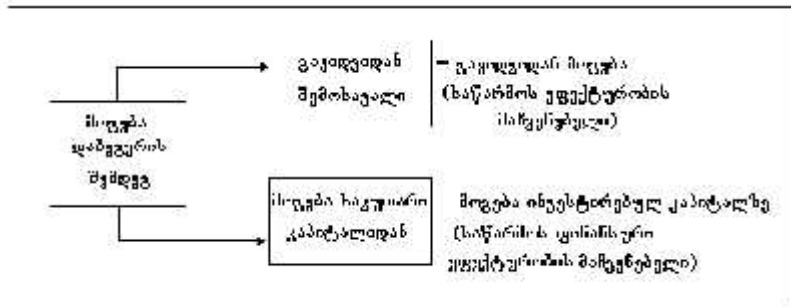 გაყიდვიდან
შემოსავალი
– გაყიდვიდან მოგება
(საწარმოს ეფექტურობის
მაჩვენებელი)
მოგება
დაბეგვრის
შემდეგ
მოგება საკუთარი
კაპიტალიდან
მოგება ინვესტირებულ კაპიტალზე
(საწარმოს ფინანსური
ეფექტურობის მაჩვენებელი)